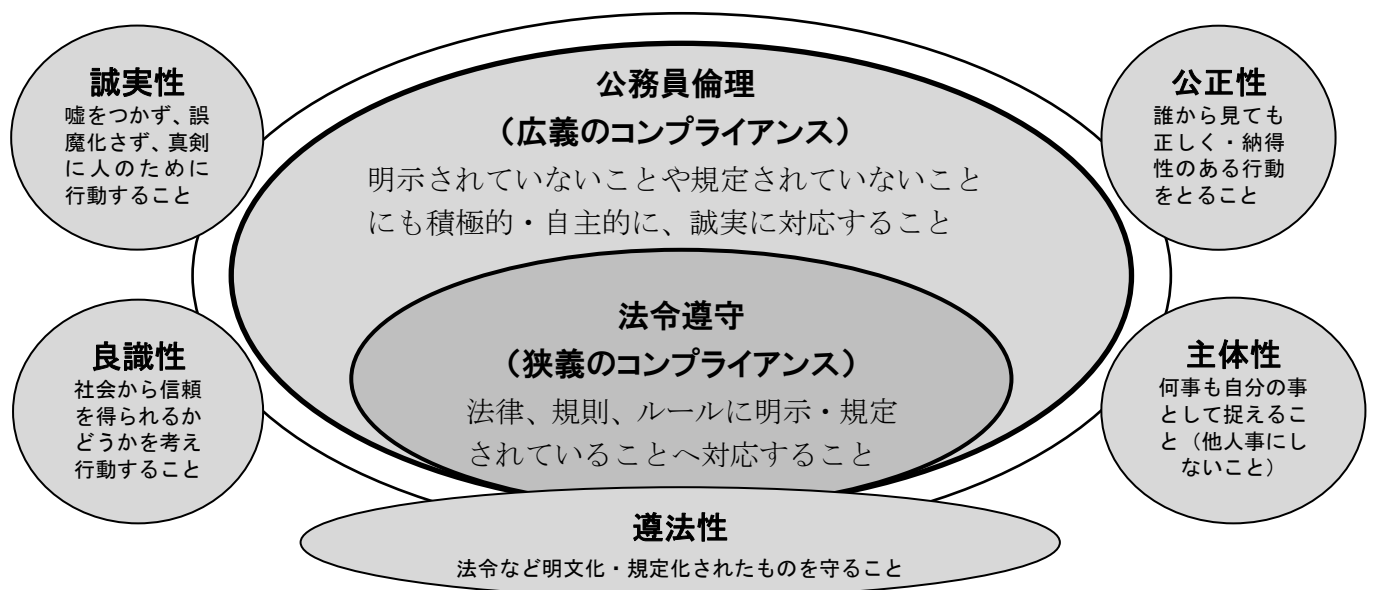 誠実性
嘘をつかず、誤
魔化さず、真剣
に人のために
行動すること
公務員倫理
（広義のコンプライアンス）
明示されていないことや規定されていないこと
にも積極的・自主的に、誠実に対応すること
公正性
誰から見ても
正しく・納得
性のある行動
をとること
良識性
社会から信頼
を得られるか
どうかを考え
行動すること
法令遵守
（狭義のコンプライアンス）
法律、規則、ルールに明示・規定
されていることへ対応すること
主体性
何事も自分の事
として捉えるこ
と（他人事にし
ないこと）
遵法性
法令など明文化・規定化されたものを守ること